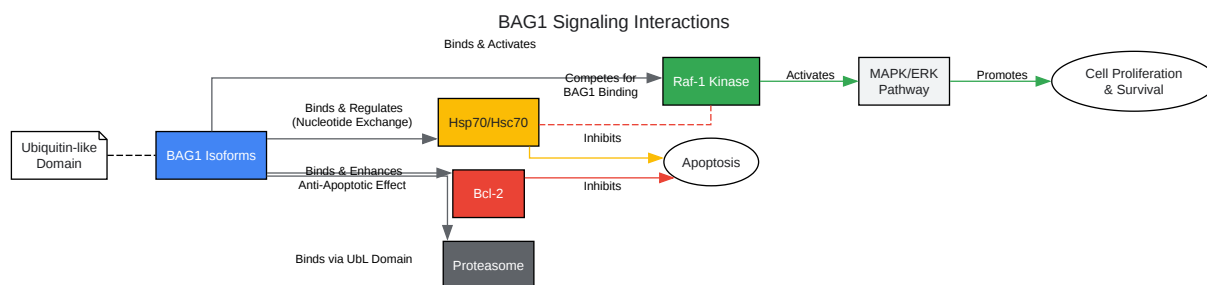 BAG1 Signaling Interactions
Binds & Activates
Competes for
BAG1 Binding
Raf-1 Kinase
Activates
MAPK/ERK
Pathway
Promotes
Cell Proliferation
& Survival
Binds & Regulates
(Nucleotide Exchange)
Hsp70/Hsc70
Inhibits
Ubiquitin-like
Domain
BAG1 Isoforms
Apoptosis
Binds & Enhances
Anti-Apoptotic Effect
Bcl-2
Inhibits
Binds via UbL Domain
Proteasome